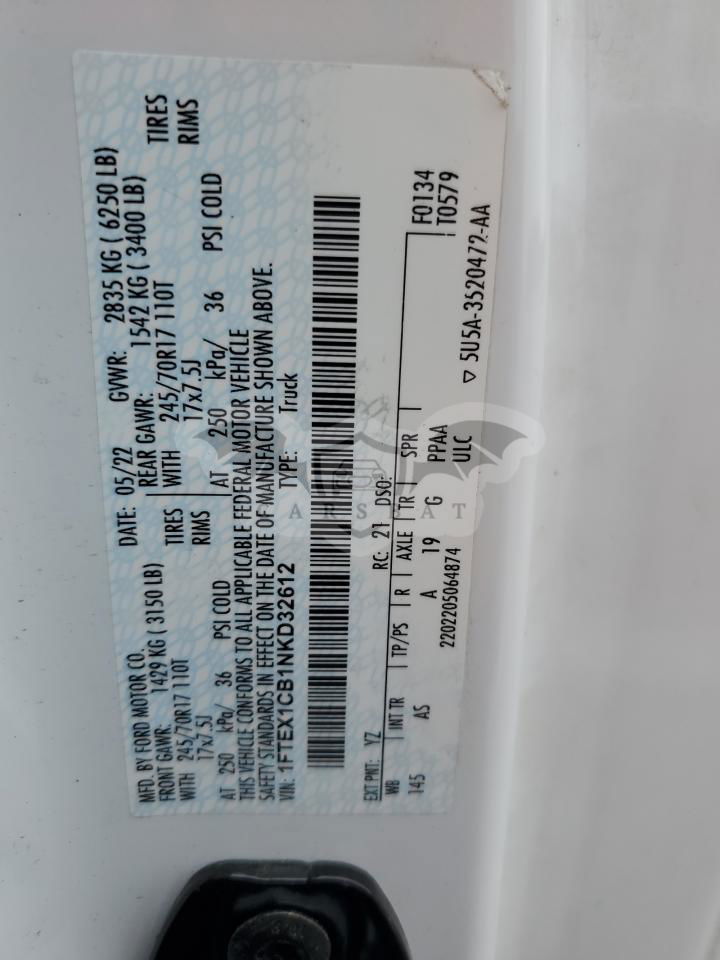 MFD. BY FORD MOTOR CO.
DATE: 05/22 GVWR: 2835 KG ( 6250 LB)
FRONT GAWR: 1429 KG ( 3150 LB) REAR GAWR: 1542 KG ( 3400 LB)
WITH 245/70R17 110T TIRES WITH 245/70R17 110T TIRES
17x7.5J RIMS 17x7.5J RIMS
AT 250 kPa/ 36 PSI COLD AT 250 kPa/ 36 PSI COLD
THIS VEHICLE CONFORMS TO ALL APPLICABLE FEDERAL MOTOR VEHICLE
SAFETY STANDARDS IN EFFECT ON THE DATE OF MANUFACTURE SHOWN ABOVE.
VIN: 1FTEX1CB1NKD32612 TYPE: Truck
EXT PNT: YZ RC: 21 DSO: F0134
WB INT TR TP/PS R AXLE TR SPR T0579
145 AS A 19 G PPAA
ULC
2202205064874 ▽ 5U5A-3520472-AA
CARSBAT